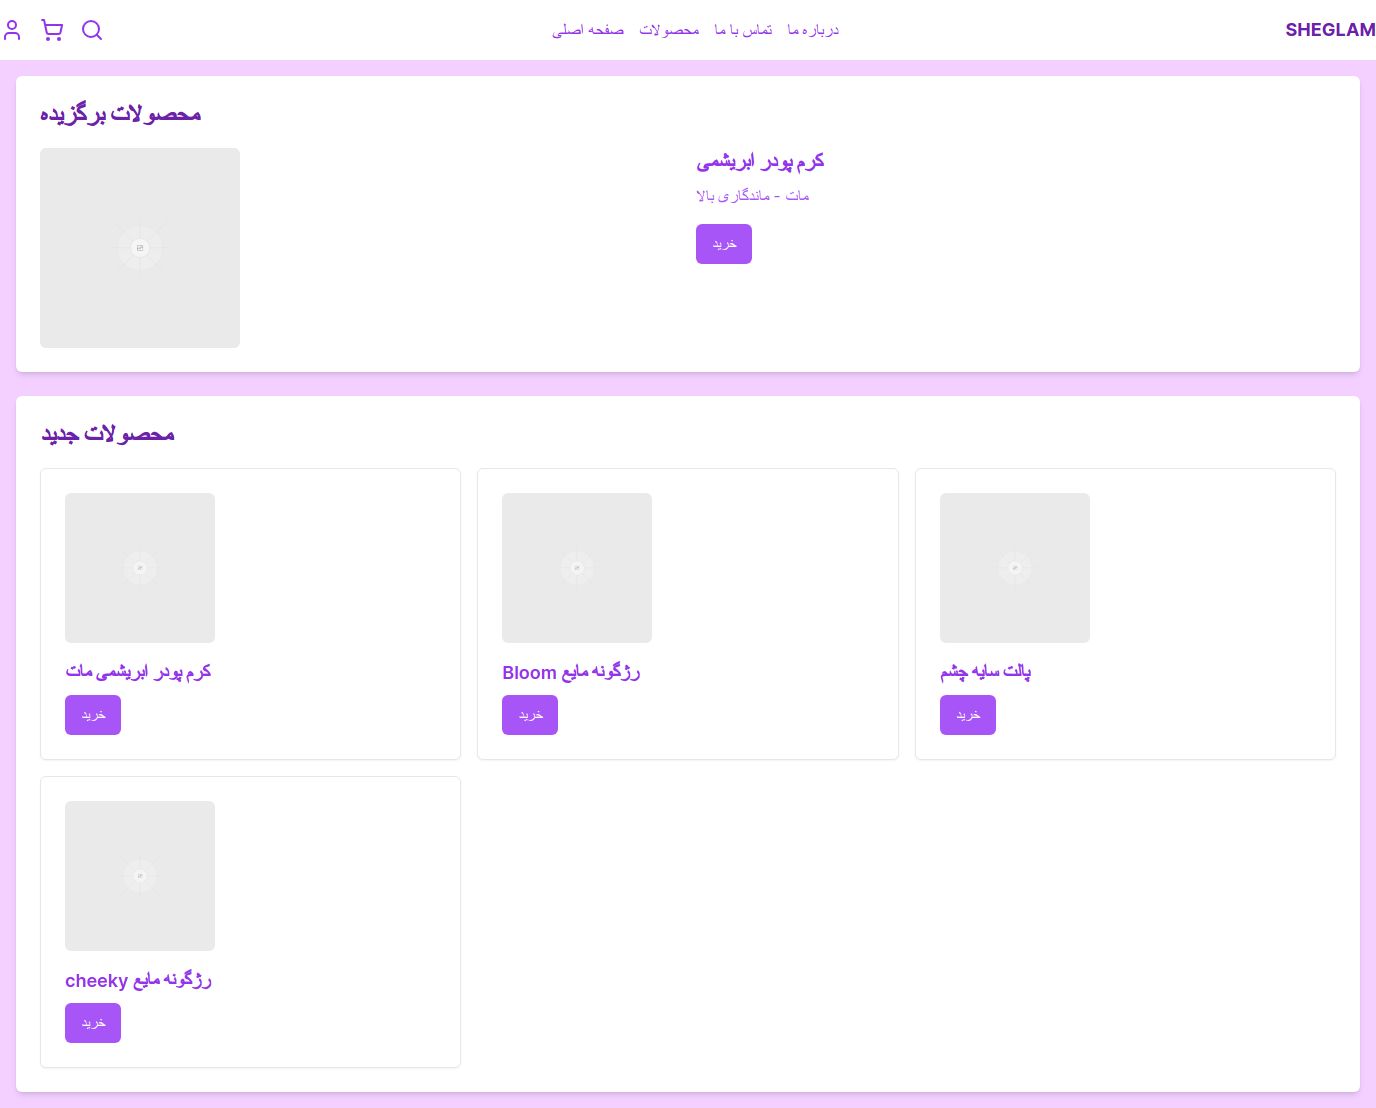 SHEGLAM
درباره ما
تماس با ما
محصولات
صفحه اصلی
محصولات برگزیده
کرم پودر ابریشمی
مات - ماندگاری بالا
خرید
محصولات جدید
کرم پودر ابریشمی مات
خرید
رژگونه مایع Bloom
خرید
پالت سایه چشم
خرید
رژگونه مایع cheeky
خرید